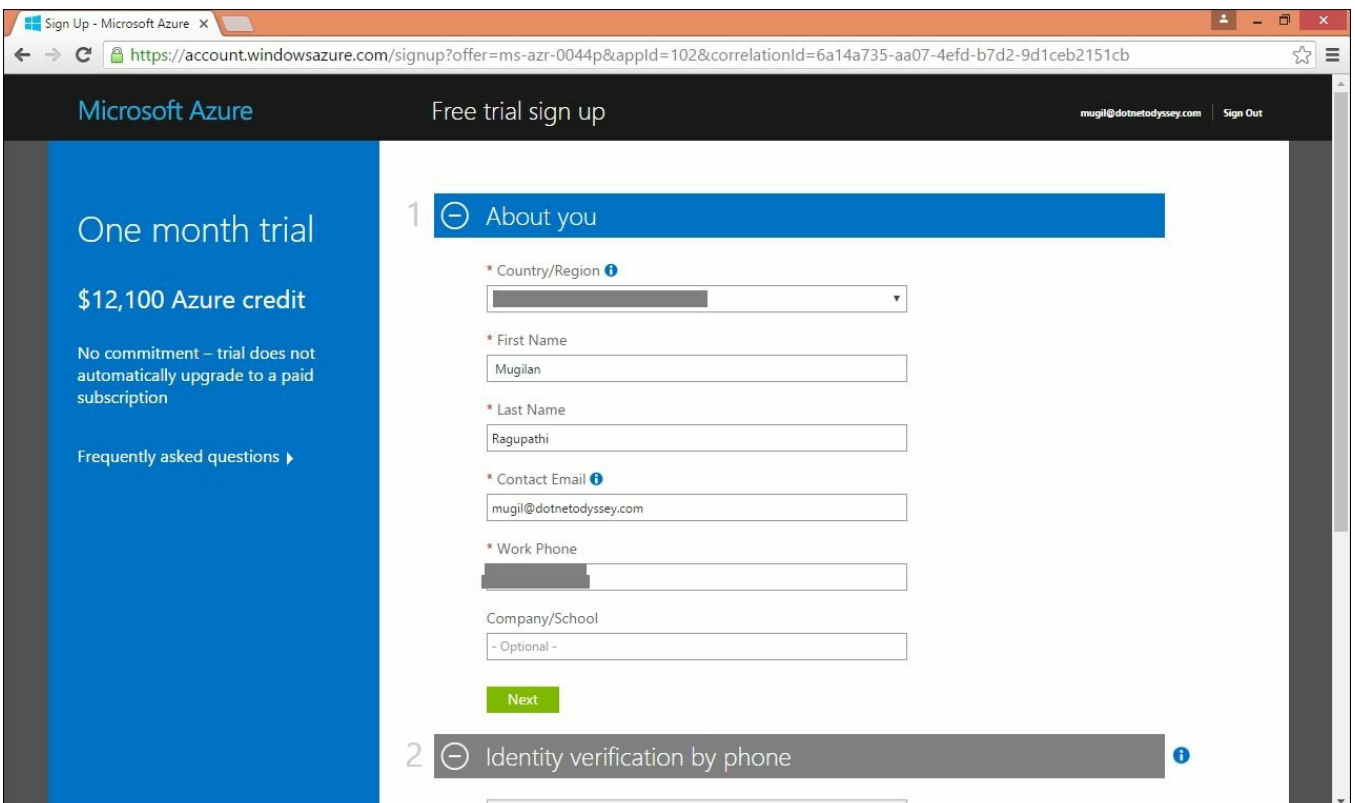 Sign Up - Microsoft Azure
https://account.windowsazure.com/signup?offer=ms-azr-0044p&appId=102&correlationId=6a14a735-aa07-4efd-b7d2-9d1ceb2151cb
Microsoft Azure
Free trial sign up
mugil@dotnetodyssey.com
Sign Out
One month trial
$12,100 Azure credit
No commitment – trial does not
automatically upgrade to a paid
subscription
Frequently asked questions
1
About you
* Country/Region
* First Name
Mugilan
* Last Name
Ragupathi
* Contact Email
mugil@dotnetodyssey.com
* Work Phone
Company/School
- Optional -
Next
2
Identity verification by phone